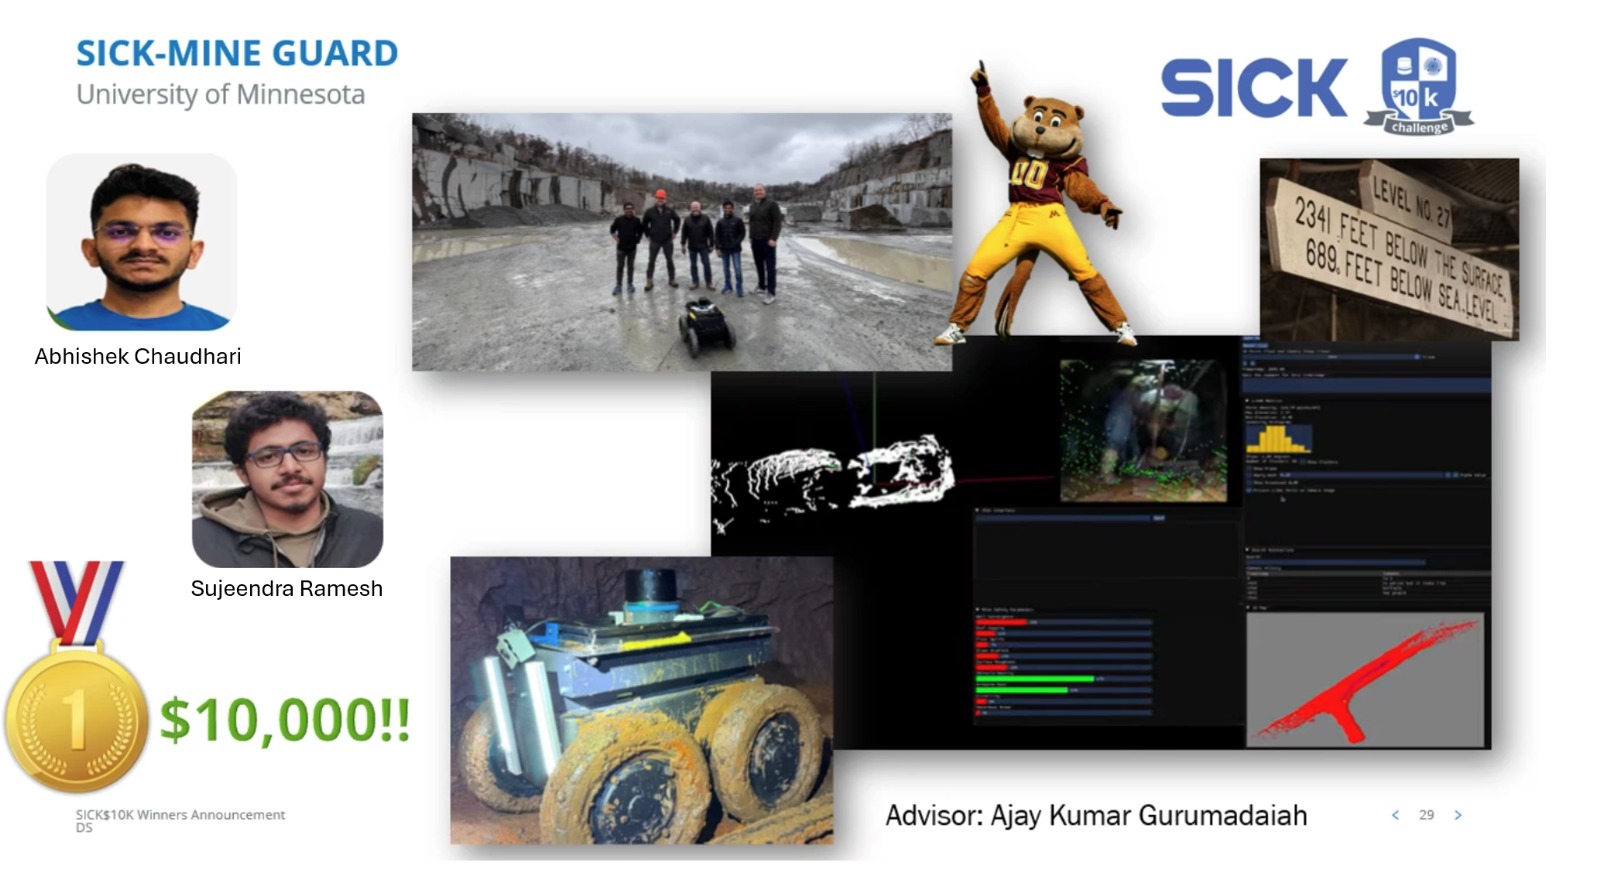 SICK-MINE GUARD
University of Minnesota
SICK
$10k
challenge
00
LEVEL NO. 27
2341 FEET BELOW THE SURFACE,
689 FEET BELOW SEA LEVEL
Abhishek Chaudhari
Sujeendra Ramesh
1
$10,000!!
SICK$10K Winners Announcement
DS
Advisor: Ajay Kumar Gurumadaiah
< 29 >